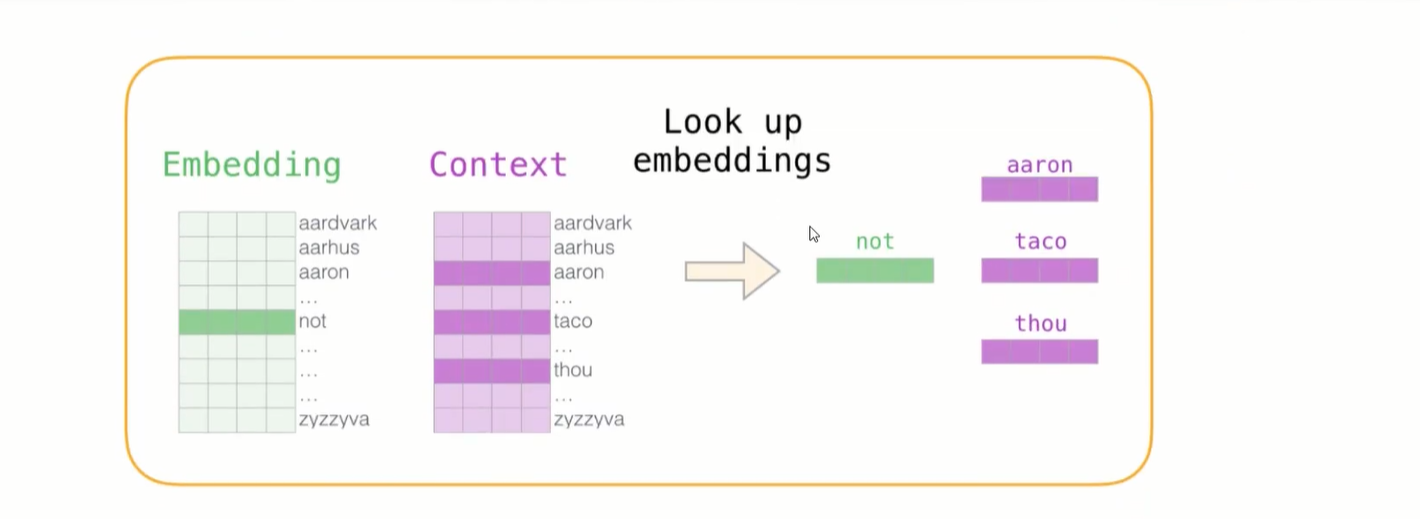 Look up
embeddings
Embedding
Context
aardvark
aarhus
aaron
...
not
...
...
...
zyzzyva
aardvark
aarhus
aaron
...
taco
...
thou
...
zyzzyva
not
aaron
taco
thou